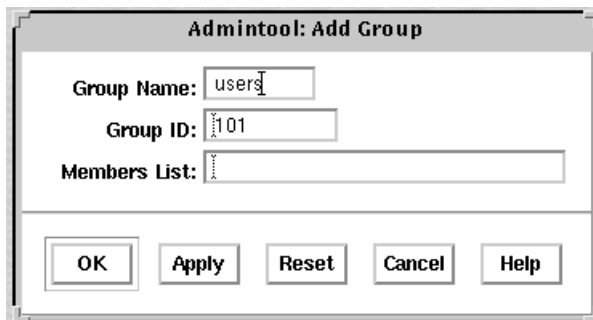 Admintool: Add Group
Group Name: users
Group ID: 101
Members List:
OK Apply Reset Cancel Help